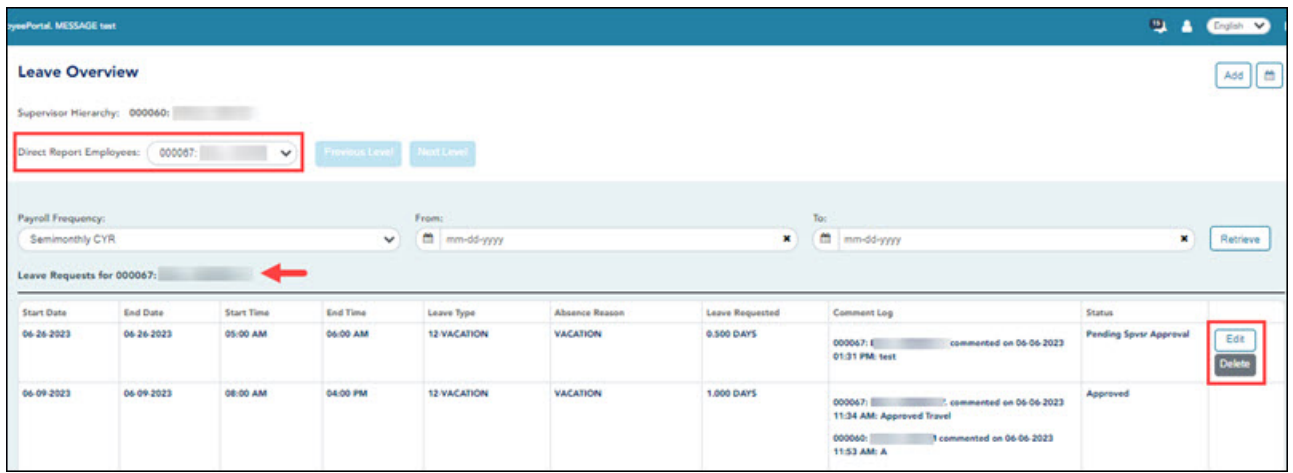 oyeePortal. MESSAGE test
15 English
Leave Overview
Add
Supervisor Hierarchy: 000060:
Direct Report Employees: 000067: Previous Level Next Level
Payroll Frequency: From: To:
Semimonthly CYR mm-dd-yyyy mm-dd-yyyy Retrieve
Leave Requests for 000067:
Start Date End Date Start Time End Time Leave Type Absence Reason Leave Requested Comment Log Status
06-26-2023 06-26-2023 05:00 AM 06:00 AM 12-VACATION VACATION 0.500 DAYS Pending Spvsr Approval Edit
000067: commented on 06-06-2023
01:31 PM: test
Delete
06-09-2023 06-09-2023 08:00 AM 04:00 PM 12-VACATION VACATION 1.000 DAYS Approved
000067: commented on 06-06-2023
11:34 AM: Approved Travel
000060: commented on 06-06-2023
11:53 AM: A